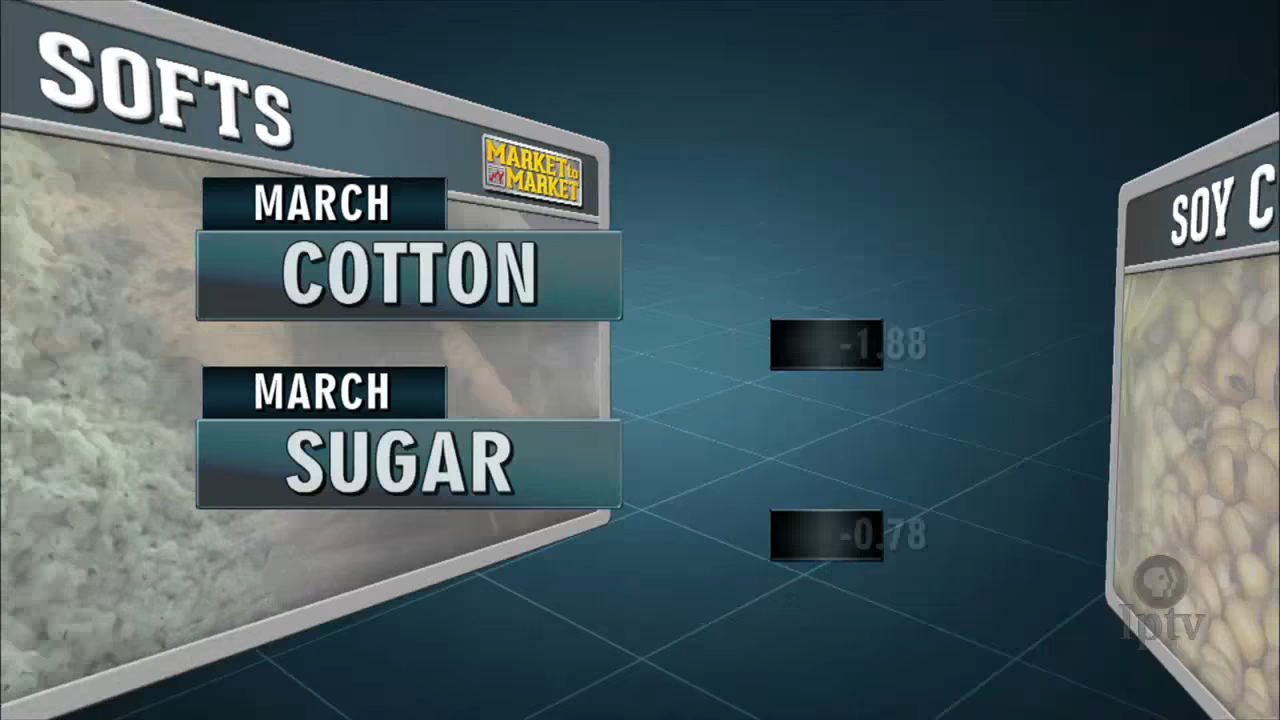 SOFTS
MARKET to
MARKET
MARCH
COTTON
-1.88
MARCH
SUGAR
-0.78
SOY C
Iptv